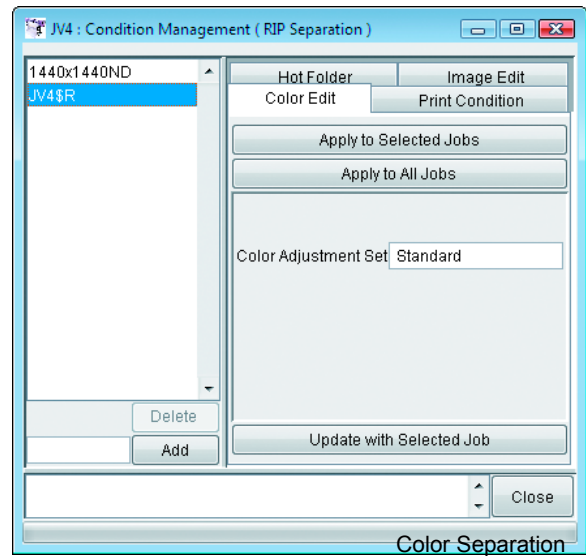 JV4 : Condition Management ( RIP Separation )
1440x1440ND
JV4$R
Hot Folder
Image Edit
Color Edit
Print Condition
Apply to Selected Jobs
Apply to All Jobs
Color Adjustment Set Standard
Update with Selected Job
Delete
Add
Close
Color Separation